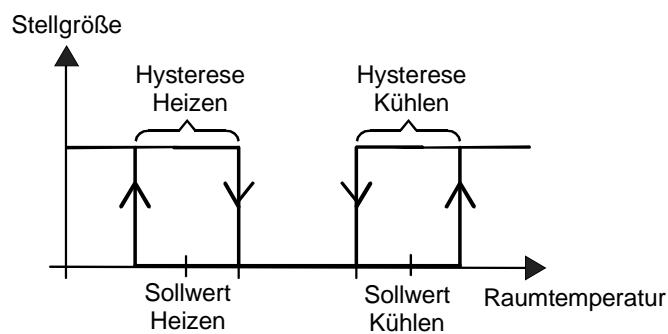 Stellgröße
Hysterese
Heizen
Hysterese
Kühlen
Sollwert
Heizen
Sollwert
Kühlen
Raumtemperatur